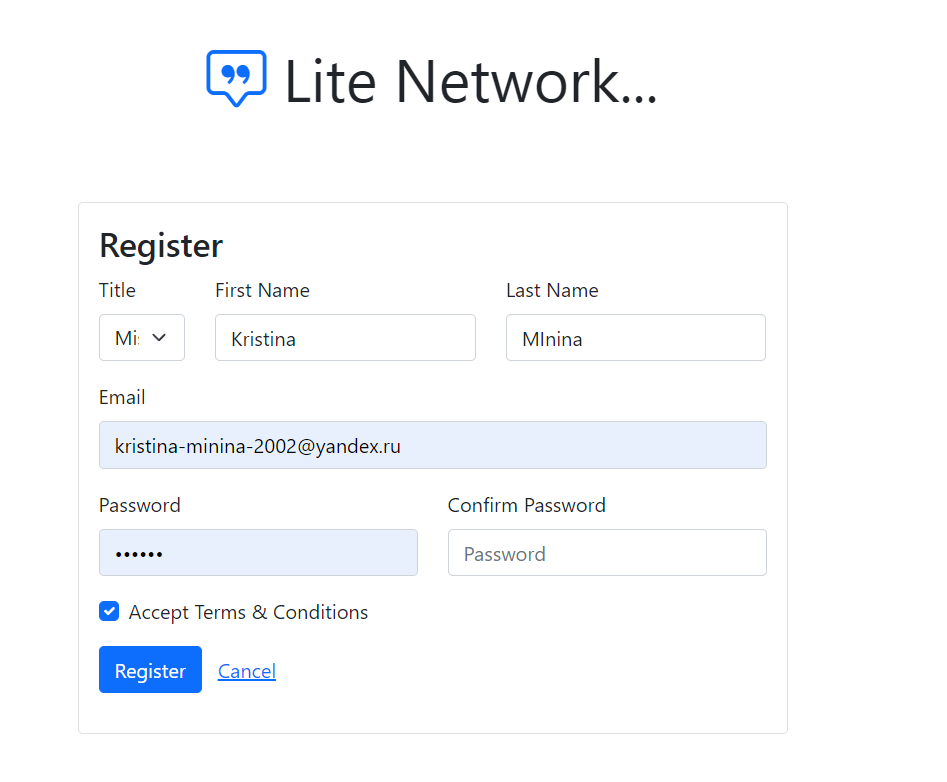 Lite Network...
Register
Title First Name Last Name
Mis Kristina MInina
Email
kristina-minina-2002@yandex.ru
Password Confirm Password
•••••• Password
Accept Terms & Conditions
Register Cancel